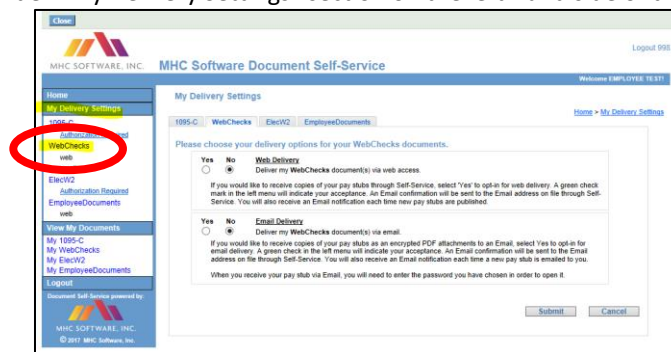 Close
MHC SOFTWARE, INC.
MHC Software Document Self-Service
Logout 998
Welcome EMPLOYEE TEST!
Home
My Delivery Settings
1095-C
Authorization Required
WebChecks
web
ElecW2
Authorization Required
EmployeeDocuments
web
View My Documents
My 1095-C
My WebChecks
My ElecW2
My EmployeeDocuments
Logout
Document Self-Service powered by:
MHC SOFTWARE, INC.
© 2017 MHC Software, Inc.
My Delivery Settings
Home > My Delivery Settings
1095-C WebChecks ElecW2 EmployeeDocuments
Please choose your delivery options for your WebChecks documents.
Yes No Web Delivery
Deliver my WebChecks document(s) via web access.
If you would like to receive copies of your pay stubs through Self-Service, select 'Yes' to opt-in for web delivery. A green check
mark in the left menu will indicate your acceptance. An Email confirmation will be sent to the Email address on file through Self-
Service. You will also receive an Email notification each time new pay stubs are published.
Yes No Email Delivery
Deliver my WebChecks document(s) via email.
If you would like to receive copies of your pay stubs as an encrypted PDF attachments to an Email, select Yes to opt-in for
email delivery. A green check in the left menu will indicate your acceptance. An Email confirmation will be sent to the Email
address on file through Self-Service. You will also receive an Email notification each time a new pay stub is emailed to you.
When you receive your pay stub via Email, you will need to enter the password you have chosen in order to open it.
Submit Cancel